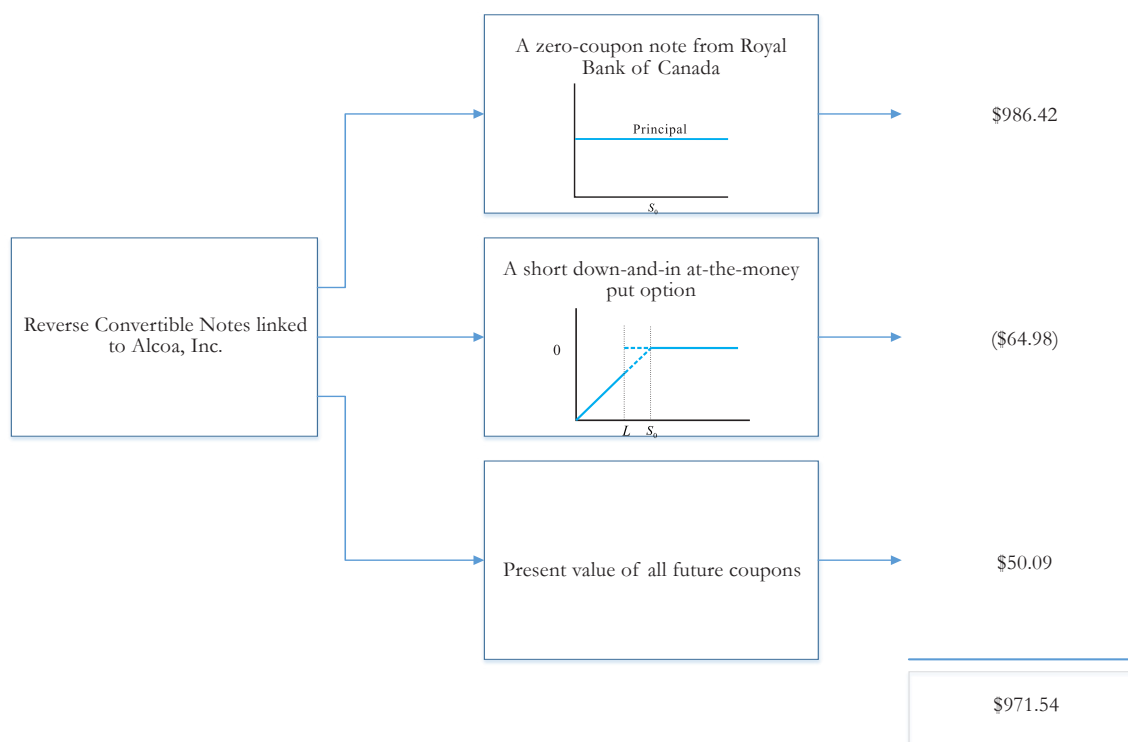 A zero-coupon note from Royal
Bank of Canada
Principal
S₀
$986.42
Reverse Convertible Notes linked
to Alcoa, Inc.
A short down-and-in at-the-money
put option
0
L S₀
($64.98)
Present value of all future coupons
$50.09
$971.54